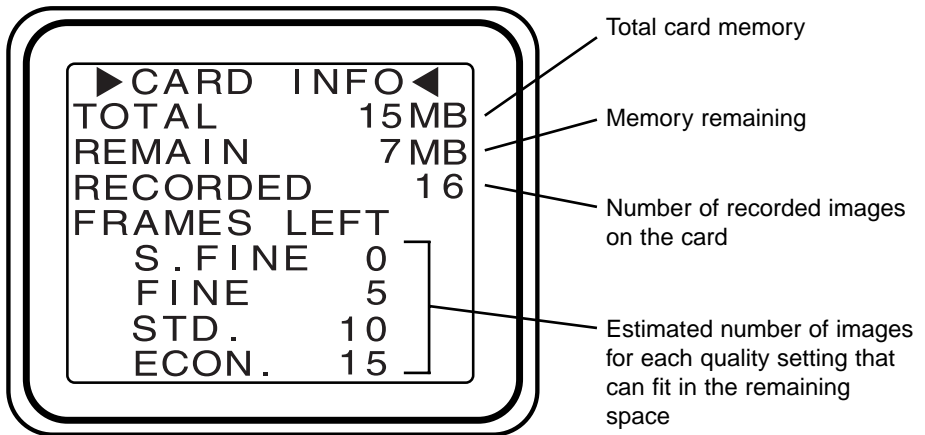 ▶CARD INFO◀
TOTAL 15MB
REMAIN 7MB
RECORDED 16
FRAMES LEFT
S.FINE 0
FINE 5
STD. 10
ECON. 15
Total card memory
Memory remaining
Number of recorded images
on the card
Estimated number of images
for each quality setting that
can fit in the remaining
space